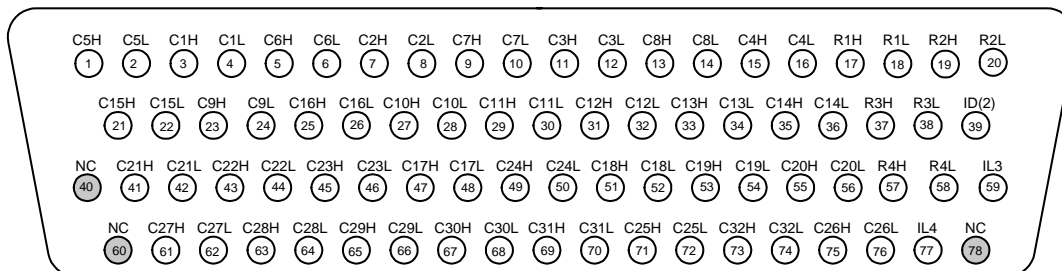 C5H C5L C1H C1L C6H C6L C2H C2L C7H C7L C3H C3L C8H C8L C4H C4L R1H R1L R2H R2L
1 2 3 4 5 6 7 8 9 10 11 12 13 14 15 16 17 18 19 20
C15H C15L C9H C9L C16H C16L C10H C10L C11H C11L C12H C12L C13H C13L C14H C14L R3H R3L ID(2)
21 22 23 24 25 26 27 28 29 30 31 32 33 34 35 36 37 38 39
NC C21H C21L C22H C22L C23H C23L C17H C17L C24H C24L C18H C18L C19H C19L C20H C20L R4H R4L IL3
40 41 42 43 44 45 46 47 48 49 50 51 52 53 54 55 56 57 58 59
NC C27H C27L C28H C28L C29H C29L C30H C30L C31H C31L C25H C25L C32H C32L C26H C26L IL4 NC
60 61 62 63 64 65 66 67 68 69 70 71 72 73 74 75 76 77 78